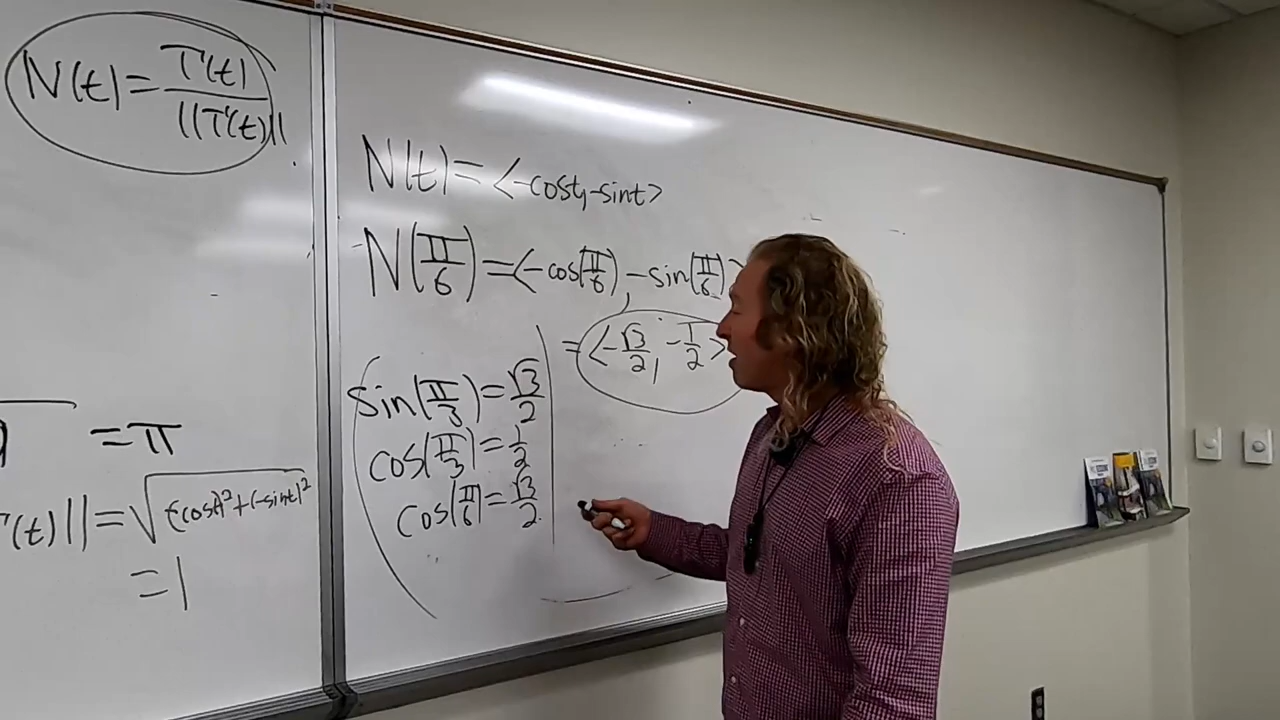 N(t) = T'(t) / ||T'(t)||
= π
(t)|| = √(-cost)²+(-sint)²
= 1
N(t) = <-cost, -sint>
N(π/6) = <-cos(π/6), -sin(π/6)>
= <-√3/2, -1/2>
sin(π/3) = √3/2
cos(π/3) = 1/2
cos(π/6) = √3/2